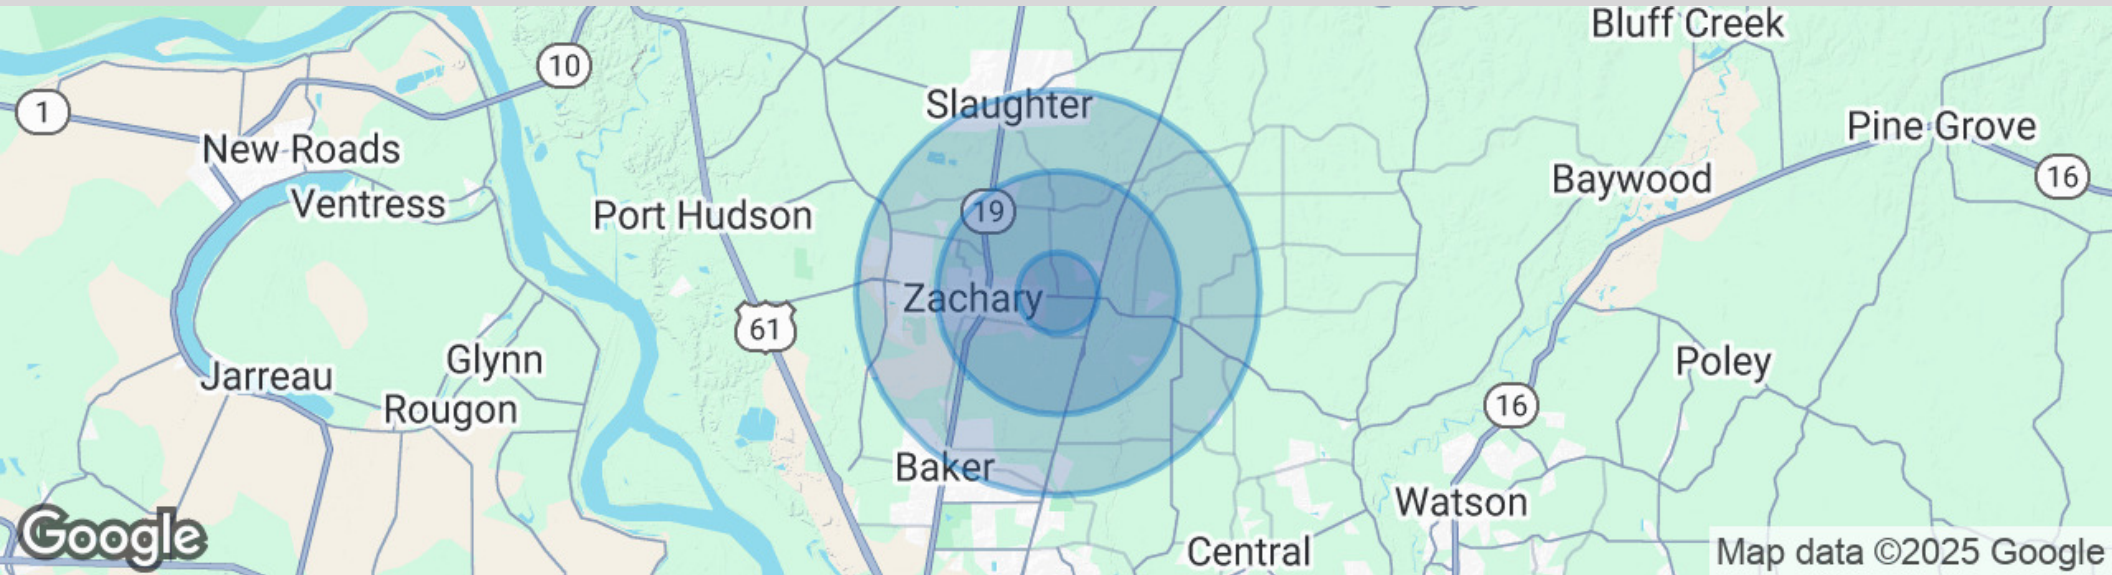 Bluff Creek
10
Slaughter
1
Pine Grove
New Roads
Baywood
16
Ventress
19
Port Hudson
Zachary
61
Glynn
Poley
Jarreau
Rougon
16
Baker
Watson
Google
Central
Map data ©2025 Google